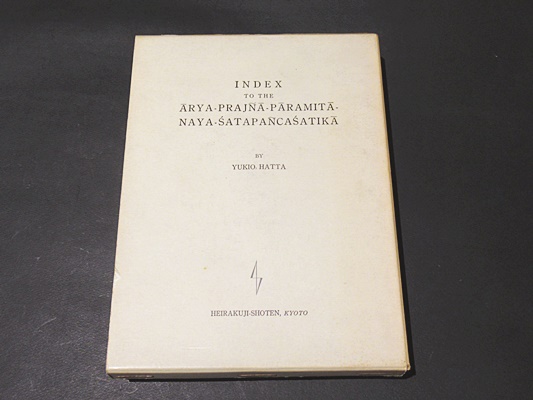 INDEX
TO THE
ĀRYA-PRAJÑĀ-PĀRAMITĀ-
NAYA-ŚATAPAÑCAŚATIKĀ
BY
YUKIO. HATTA
HEIRAKUJI-SHOTEN, KYOTO